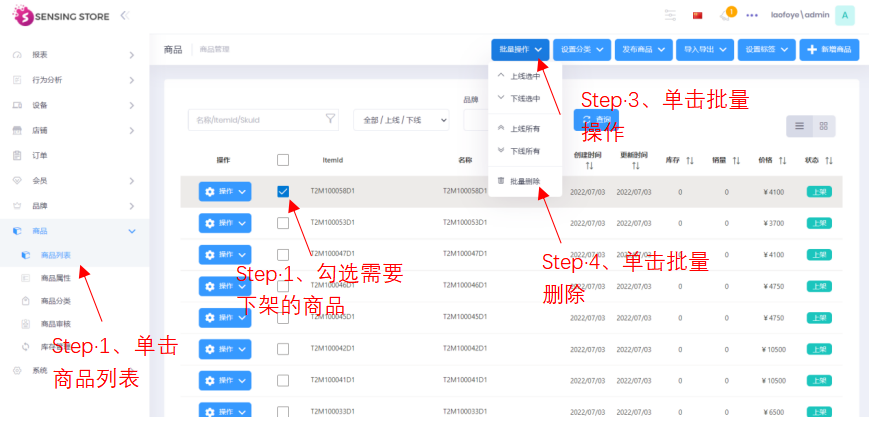 SENSING STORE
1
laofoye\admin
A
报表
行为分析
设备
店铺
订单
会员
品牌
商品
商品列表
商品属性
商品分类
商品审核
系统
商品 商品管理
批量操作 设置分类 发布商品 导入导出 设置标签 新增商品
上线选中
下线选中
上线所有
下线所有
批量删除
品牌
名称/ItemId/Skuid
全部 / 上线 / 下线
查询
操作 ItemId 名称 创建时间 更新时间 库存 销量 价格 状态
操作 T2M100058D1 T2M100058D1 2022/07/03 2022/07/03 0 0 ¥ 4100 上架
操作 T2M100053D1 T2M100053D1 2022/07/03 2022/07/03 0 0 ¥ 3700 上架
操作 T2M100047D1 T2M100047D1 上架
操作 T2M100046D1 T2M100046D1 2022/07/03 2022/07/03 0 0 ¥ 4750 上架
操作 T2M100045D1 T2M100045D1 2022/07/03 2022/07/03 0 0 ¥ 4750 上架
操作 T2M100042D1 T2M100042D1 2022/07/03 2022/07/03 0 0 ¥ 10500 上架
操作 T2M100041D1 T2M100041D1 2022/07/03 2022/07/03 0 0 ¥ 10500 上架
操作 T2M100033D1 T2M100033D1 2022/07/03 2022/07/03 0 0 ¥ 6500 上架
Step·3、单击批量
操作
Step·4、单击批量
删除
Step·1、勾选需要
下架的商品
Step·1、单击
商品列表